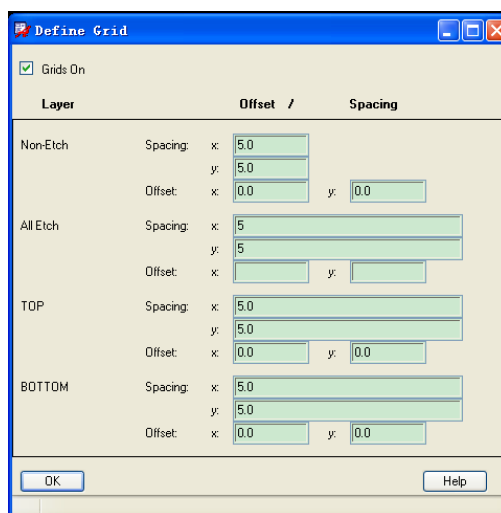 Define Grid
Grids On
Layer Offset / Spacing
Non-Etch Spacing: x: 5.0
y: 5.0
Offset: x: 0.0 y: 0.0
All Etch Spacing: x: 5
y: 5
Offset: x: y:
TOP Spacing: x: 5.0
y: 5.0
Offset: x: 0.0 y: 0.0
BOTTOM Spacing: x: 5.0
y: 5.0
Offset: x: 0.0 y: 0.0
OK Help